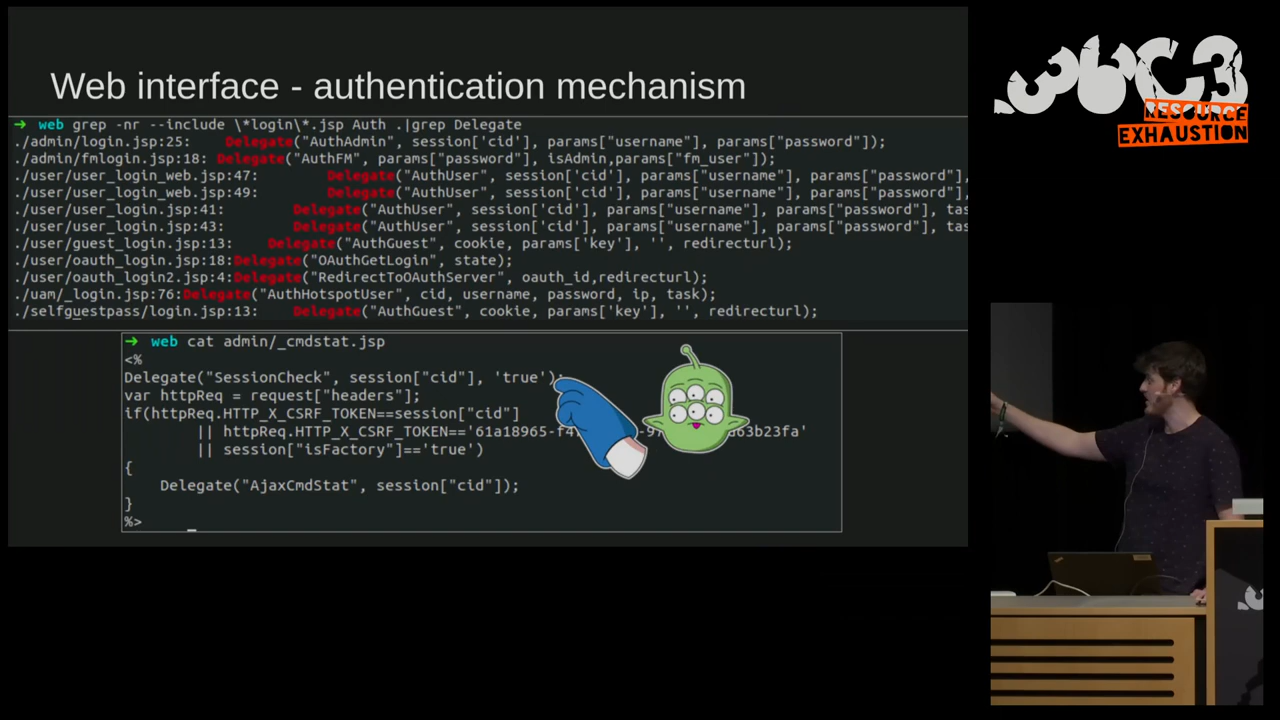 Web interface - authentication mechanism
➜ web grep -nr --include \*login\*.jsp Auth .|grep Delegate
./admin/login.jsp:25: Delegate("AuthAdmin", session['cid'], params["username"], params["password"]);
./admin/fmlogin.jsp:18: Delegate("AuthFM", params["password"], isAdmin,params["fm_user"]);
./user/user_login_web.jsp:47: Delegate("AuthUser", session['cid'], params["username"], params["password"],
./user/user_login_web.jsp:49: Delegate("AuthUser", session['cid'], params["username"], params["password"],
./user/user_login.jsp:41: Delegate("AuthUser", session['cid'], params["username"], params["password"], tas
./user/user_login.jsp:43: Delegate("AuthUser", session['cid'], params["username"], params["password"], tas
./user/guest_login.jsp:13: Delegate("AuthGuest", cookie, params['key'], '', redirecturl);
./user/oauth_login.jsp:18:Delegate("OAuthGetLogin", state);
./user/oauth_login2.jsp:4:Delegate("RedirectToOAuthServer", oauth_id,redirecturl);
./uam/_login.jsp:76:Delegate("AuthHotspotUser", cid, username, password, ip, task);
./selfguestpass/login.jsp:13: Delegate("AuthGuest", cookie, params['key'], '', redirecturl);
➜ web cat admin/_cmdstat.jsp
<%
Delegate("SessionCheck", session["cid"], 'true');
var httpReq = request["headers"];
if(httpReq.HTTP_X_CSRF_TOKEN==session["cid"]
|| httpReq.HTTP_X_CSRF_TOKEN=='61a18965-f4
63b23fa'
|| session["isFactory"]=='true')
{
Delegate("AjaxCmdStat", session["cid"]);
}
%>
36C3
RESOURCE
EXHAUSTION